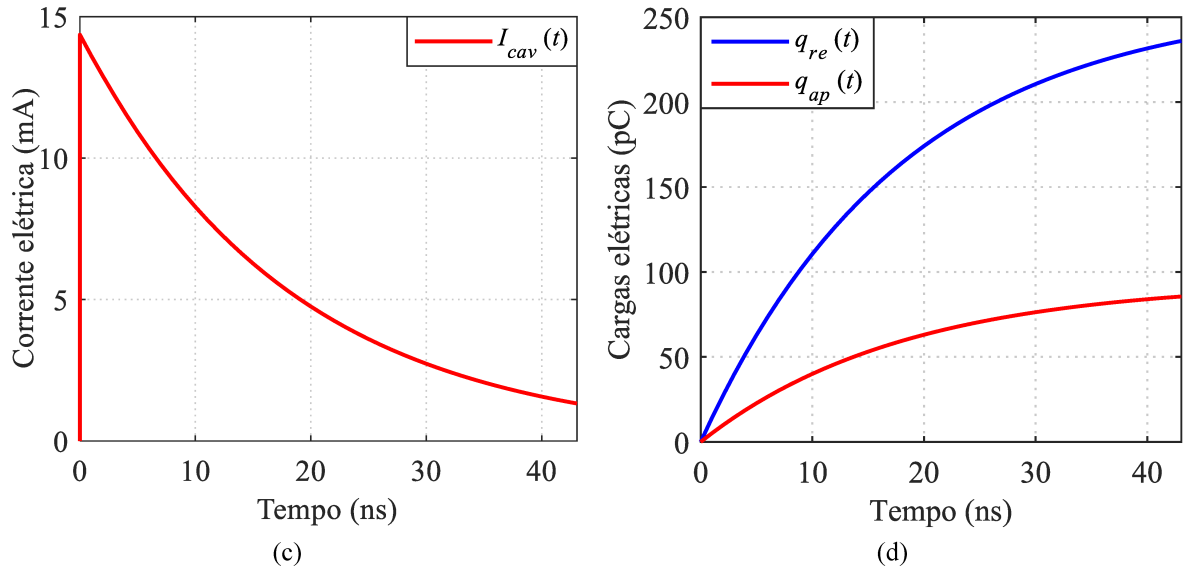 15
10
5
0
Corrente elétrica (mA)
I_cav (t)
0 10 20 30 40
Tempo (ns)
(c)
250
200
150
100
50
0
Cargas elétricas (pC)
q_re (t)
q_ap (t)
0 10 20 30 40
Tempo (ns)
(d)